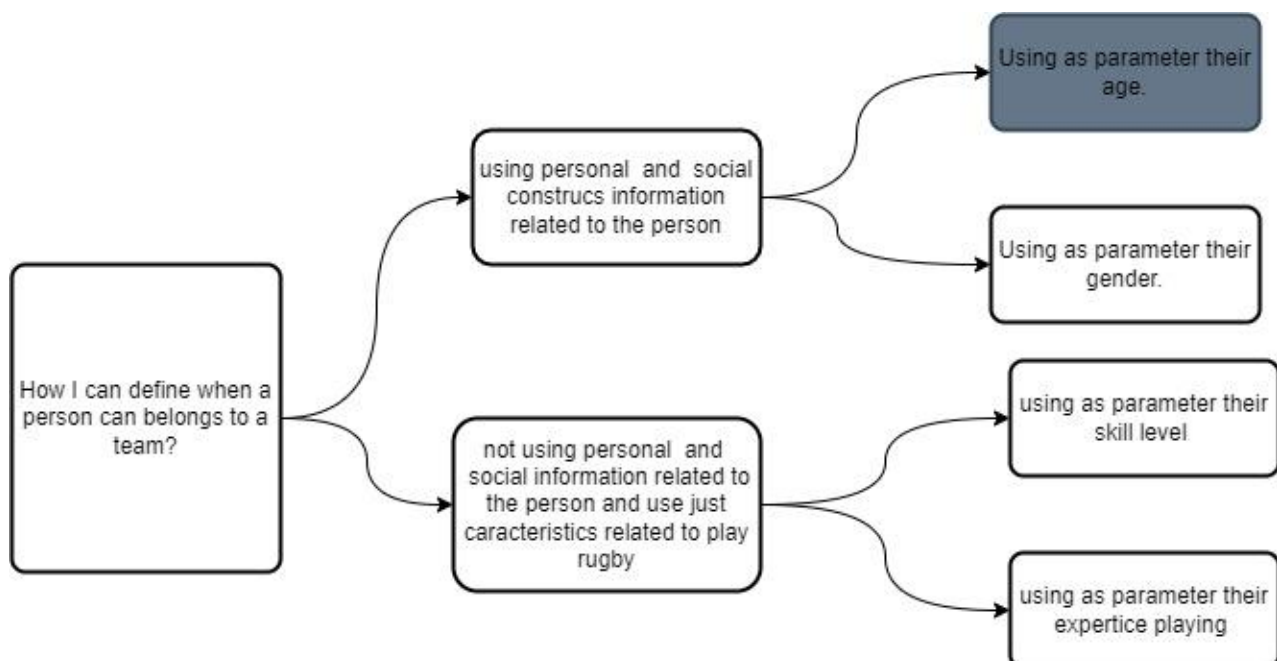 Using as parameter their
age.
using personal and social
construcs information
related to the person
Using as parameter their
gender.
How I can define when a
person can belongs to a
team?
using as parameter their
skill level
not using personal and
social information related to
the person and use just
caracteristics related to play
rugby
using as parameter their
expertice playing